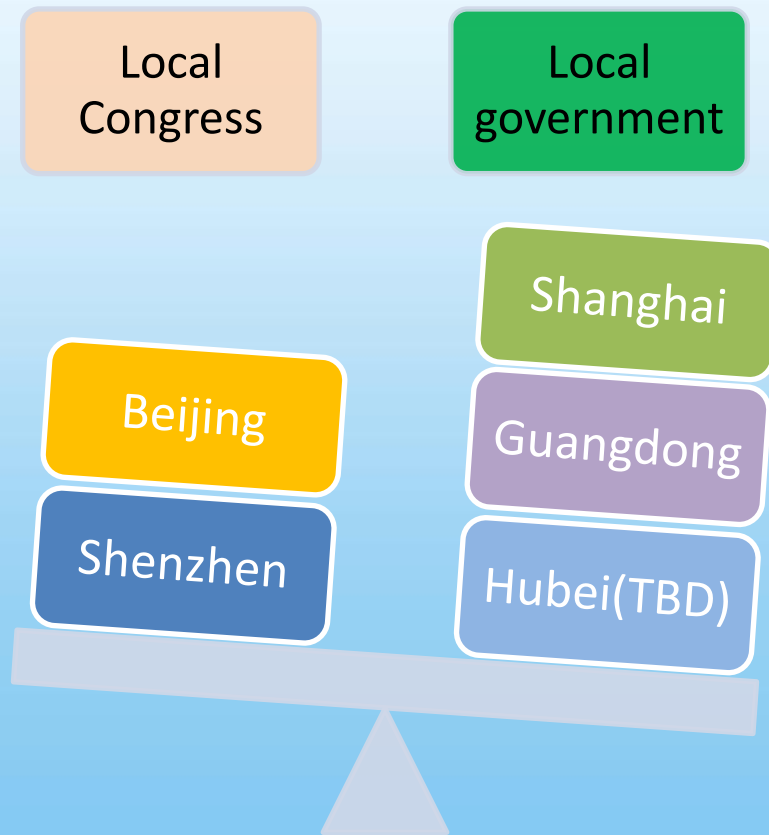 Local
Congress
Local
government
Shanghai
Beijing
Guangdong
Shenzhen
Hubei(TBD)